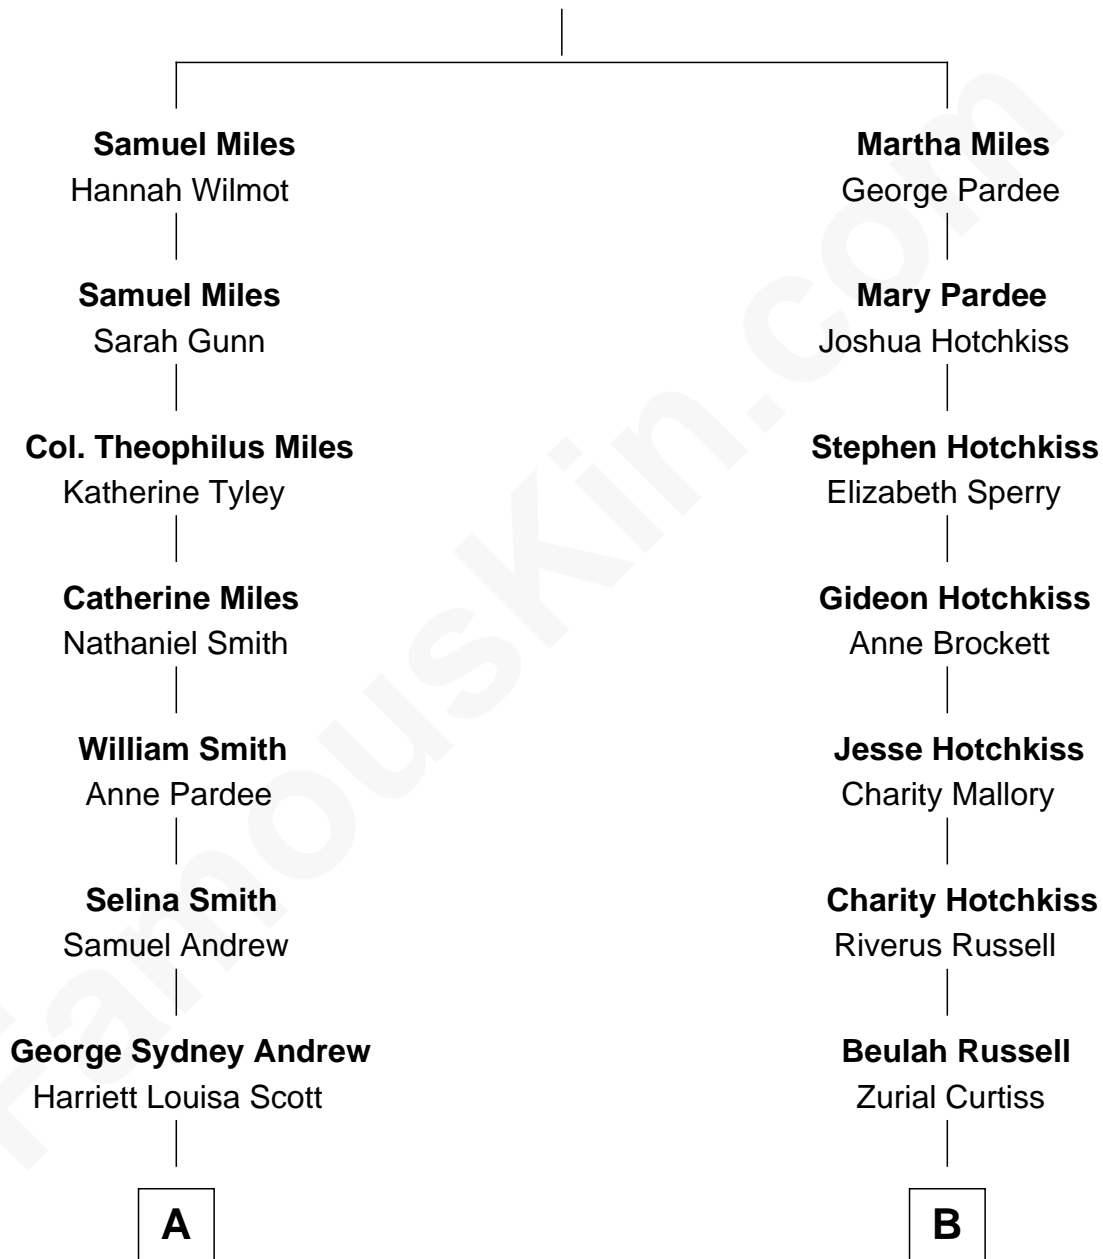 Samuel Miles
Hannah Wilmot
Samuel Miles
Sarah Gunn
Col. Theophilus Miles
Katherine Tyley
Catherine Miles
Nathaniel Smith
William Smith
Anne Pardee
Selina Smith
Samuel Andrew
George Sydney Andrew
Harriett Louisa Scott
A
Martha Miles
George Pardee
Mary Pardee
Joshua Hotchkiss
Stephen Hotchkiss
Elizabeth Sperry
Gideon Hotchkiss
Anne Brockett
Jesse Hotchkiss
Charity Mallory
Charity Hotchkiss
Riverus Russell
Beulah Russell
Zurial Curtiss
B
FamousKin.com